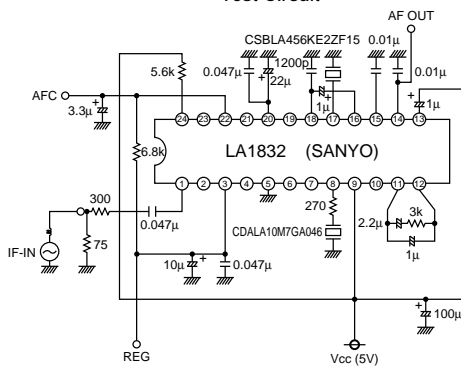 Test Circuit
AF OUT
CSBLA456KE2ZF15
0.01µ
5.6k
0.047µ
1200p
22µ
1µ
0.01µ
1µ
AFC
3.3µ
24 23 22 21 20 19 18 17 16 15 14 13
6.8k
LA1832 (SANYO)
1 2 3 4 5 6 7 8 9 10 11 12
300
0.047µ
270
3k
2.2µ
CDALA10M7GA046
1µ
IF-IN
75
10µ
0.047µ
100µ
REG
Vcc (5V)